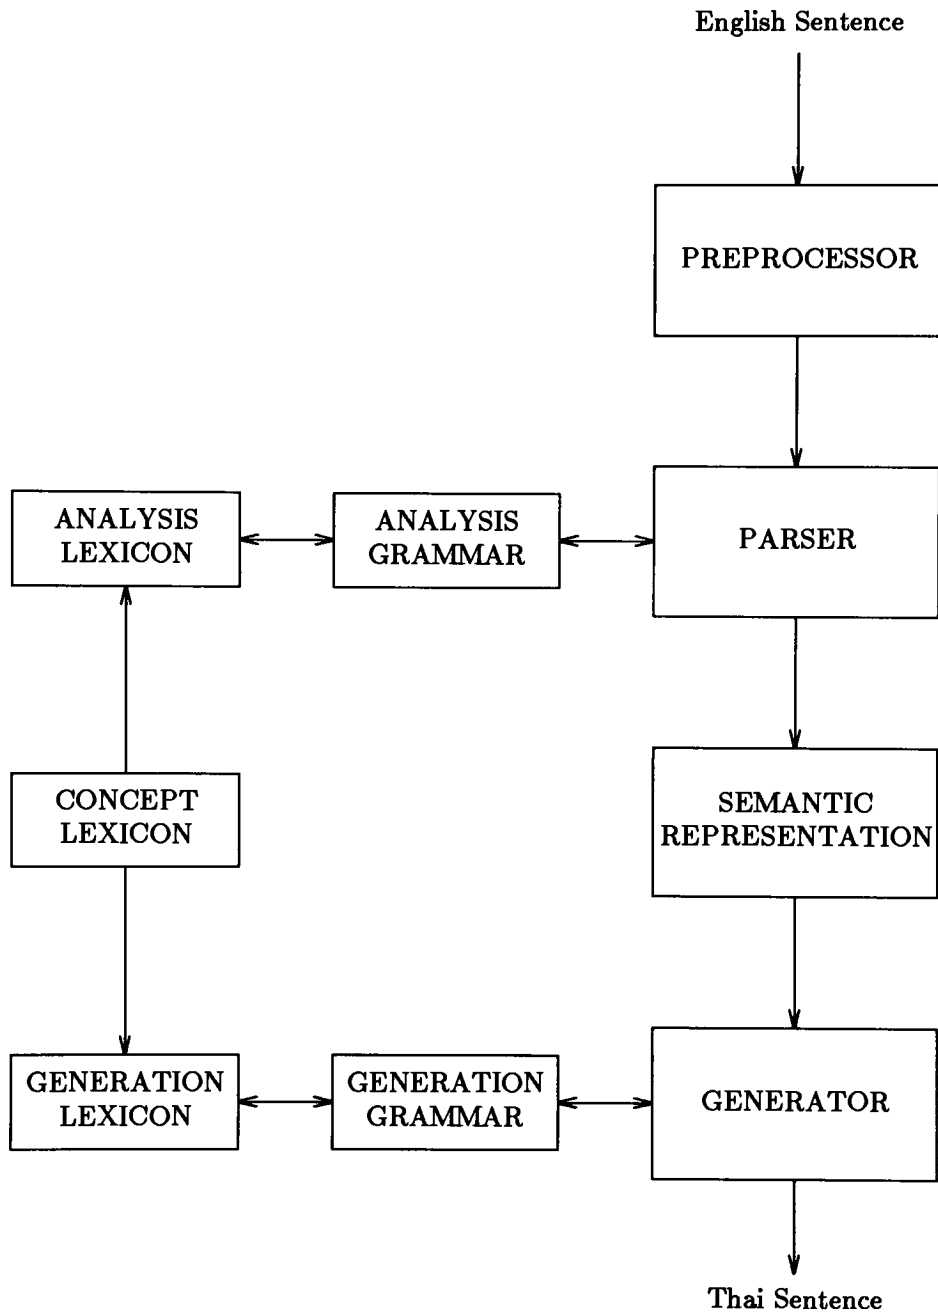 English Sentence
PREPROCESSOR
ANALYSIS
LEXICON
ANALYSIS
GRAMMAR
PARSER
CONCEPT
LEXICON
SEMANTIC
REPRESENTATION
GENERATION
LEXICON
GENERATION
GRAMMAR
GENERATOR
Thai Sentence